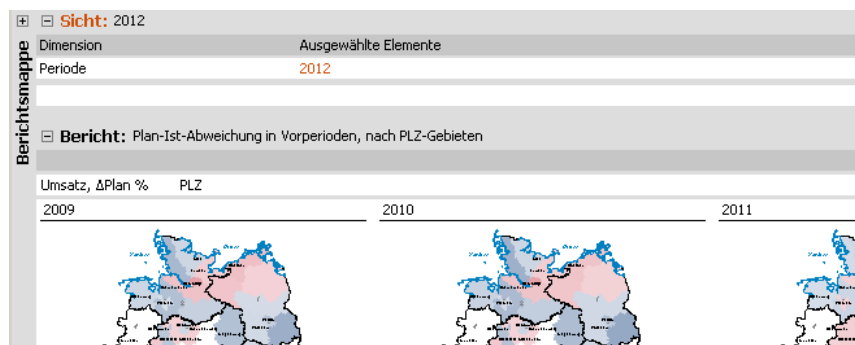 Berichtsmappe
Sicht: 2012
Dimension Ausgewählte Elemente
Periode 2012
Bericht: Plan-Ist-Abweichung in Vorperioden, nach PLZ-Gebieten
Umsatz, ΔPlan % PLZ
2009 2010 2011